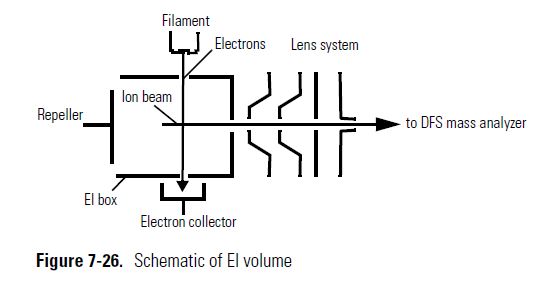 Filament
Electrons
Lens system
Ion beam
Repeller
to DFS mass analyzer
EI box
Electron collector
Figure 7-26. Schematic of EI volume